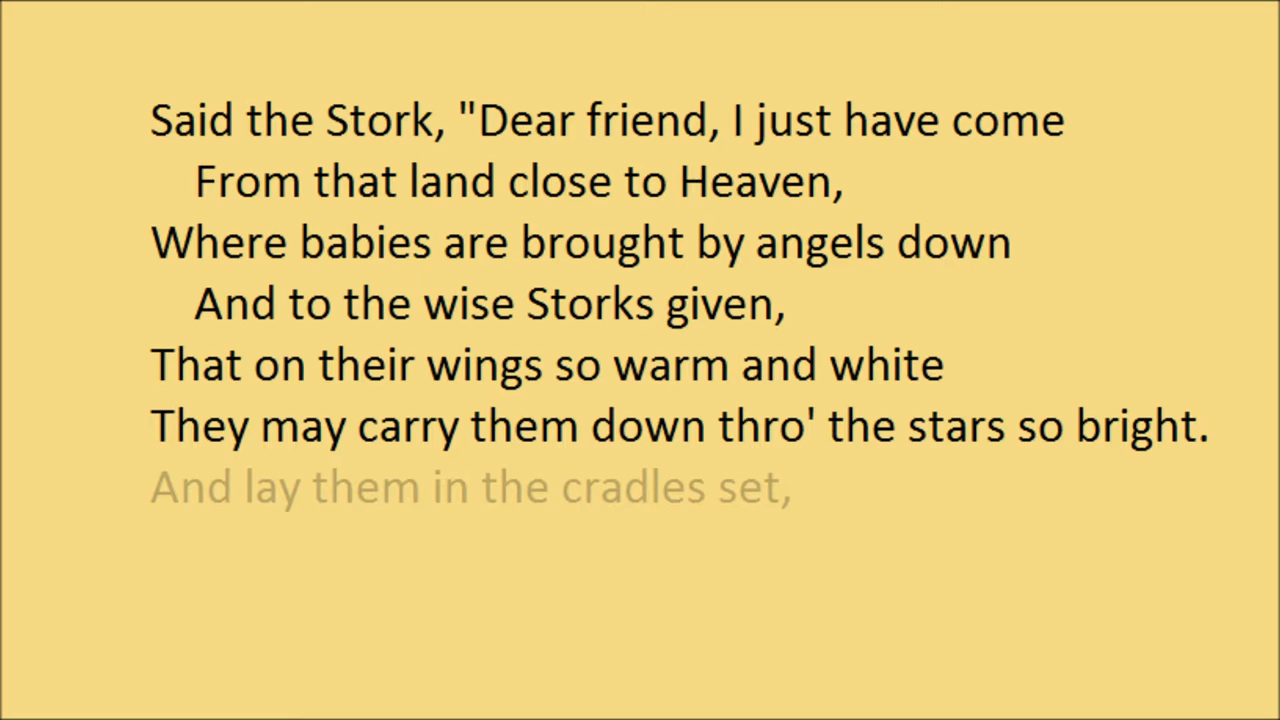 Said the Stork, "Dear friend, I just have come
From that land close to Heaven,
Where babies are brought by angels down
And to the wise Storks given,
That on their wings so warm and white
They may carry them down thro' the stars so bright.
And lay them in the cradles set,